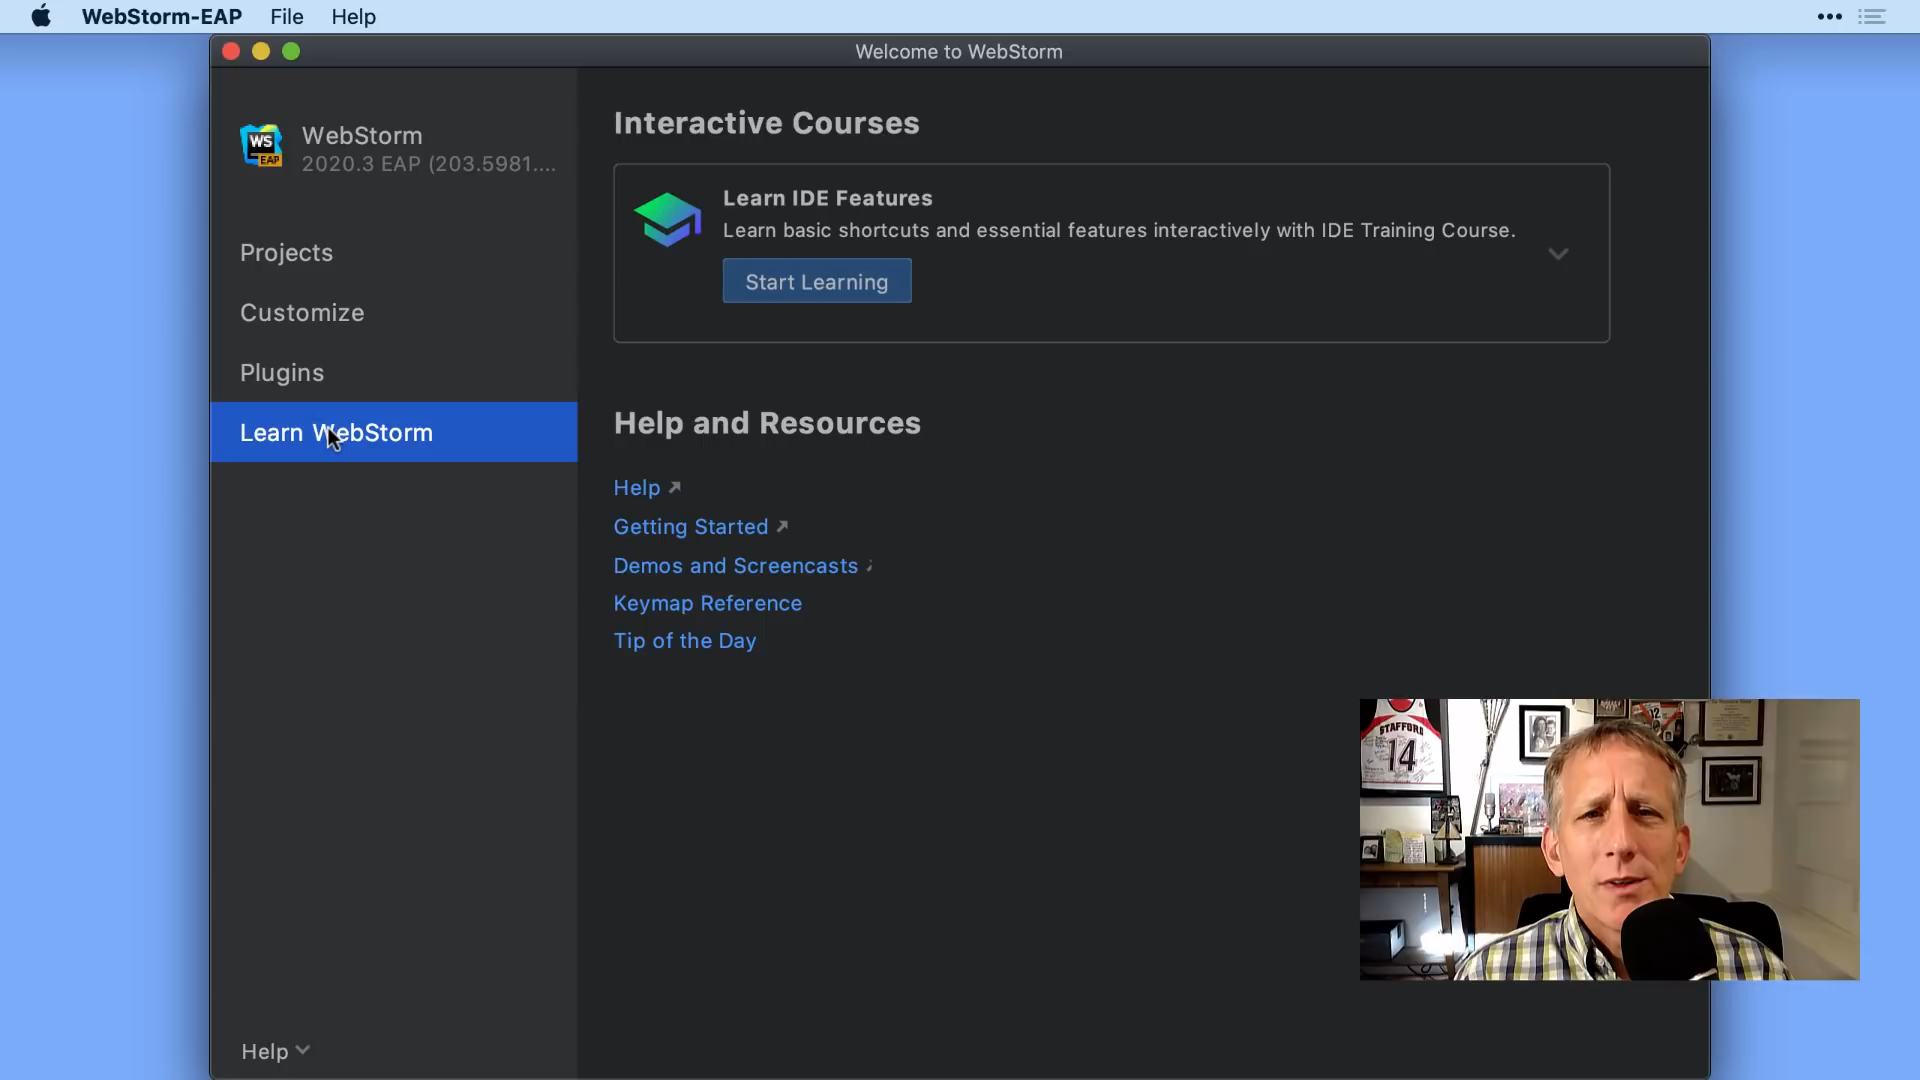 WebStorm-EAP File Help
Welcome to WebStorm
WS
EAP
WebStorm
2020.3 EAP (203.5981....
Projects
Customize
Plugins
Learn WebStorm
Help
Interactive Courses
Learn IDE Features
Learn basic shortcuts and essential features interactively with IDE Training Course.
Start Learning
Help and Resources
Help
Getting Started
Demos and Screencasts
Keymap Reference
Tip of the Day
STAFFORD
14